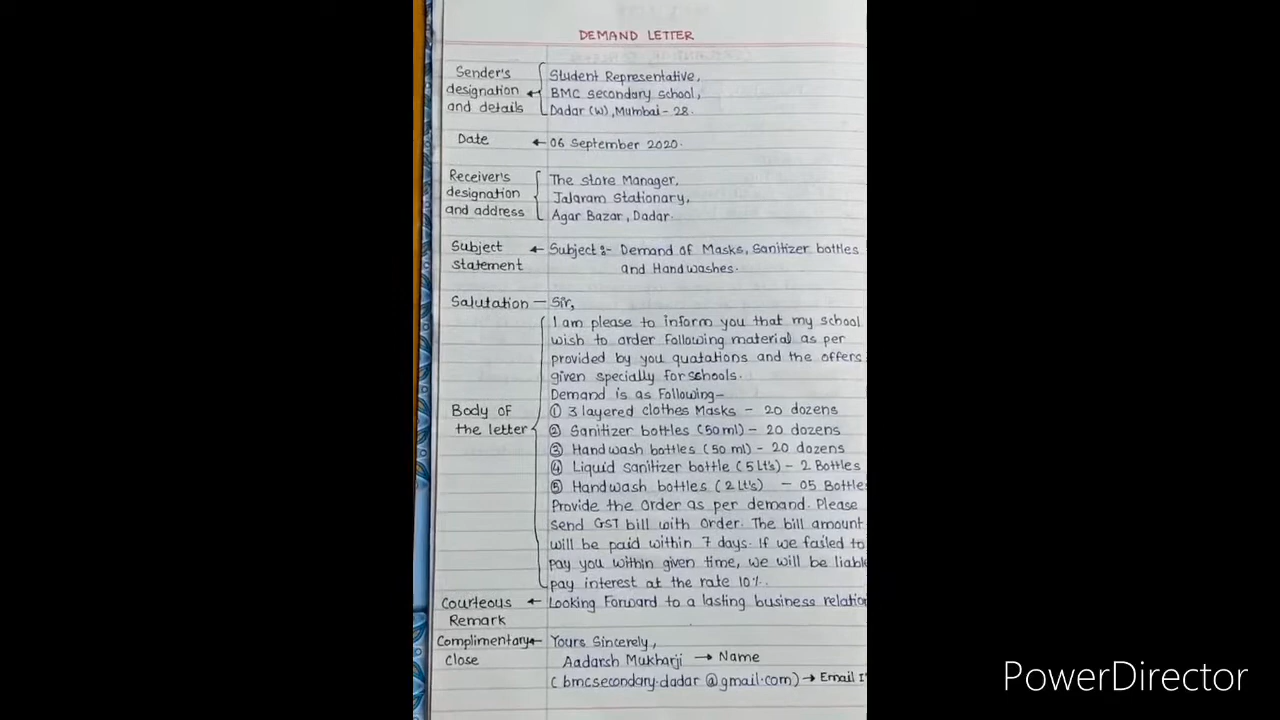 DEMAND LETTER
Sender's
designation
and details
Student Representative,
BMC secondary school,
Dadar (W), Mumbai - 28.
Date
06 September 2020.
Receiver's
designation
and address
The store Manager,
Jalaram Stationary,
Agar Bazar, Dadar.
Subject
statement
Subject :- Demand of Masks, Sanitizer bottles
and Handwashes.
Salutation — Sir,
Body of
the letter
I am please to inform you that my school
wish to order Following material as per
provided by you quatations and the offers
given specially for schools.
Demand is as Following -
① 3 layered clothes Masks - 20 dozens
② Sanitizer bottles (50 ml) - 20 dozens
③ Handwash bottles (50 ml) - 20 dozens
④ Liquid sanitizer bottle (5 Lt's) - 2 Bottles
⑤ Handwash bottles (2 Lt's) - 05 Bottle
Provide the Order as per demand. Please
send GST bill with Order. The bill amount
will be paid within 7 days. If we failed to
pay you within given time, we will be liabl
pay interest at the rate 10%.
Courteous
Remark
Looking Forward to a lasting business relatio
Complimentary
close
Yours Sincerely,
Aadarsh Mukharji → Name
(bmcsecondary.dadar@gmail.com) → Email I
PowerDirector